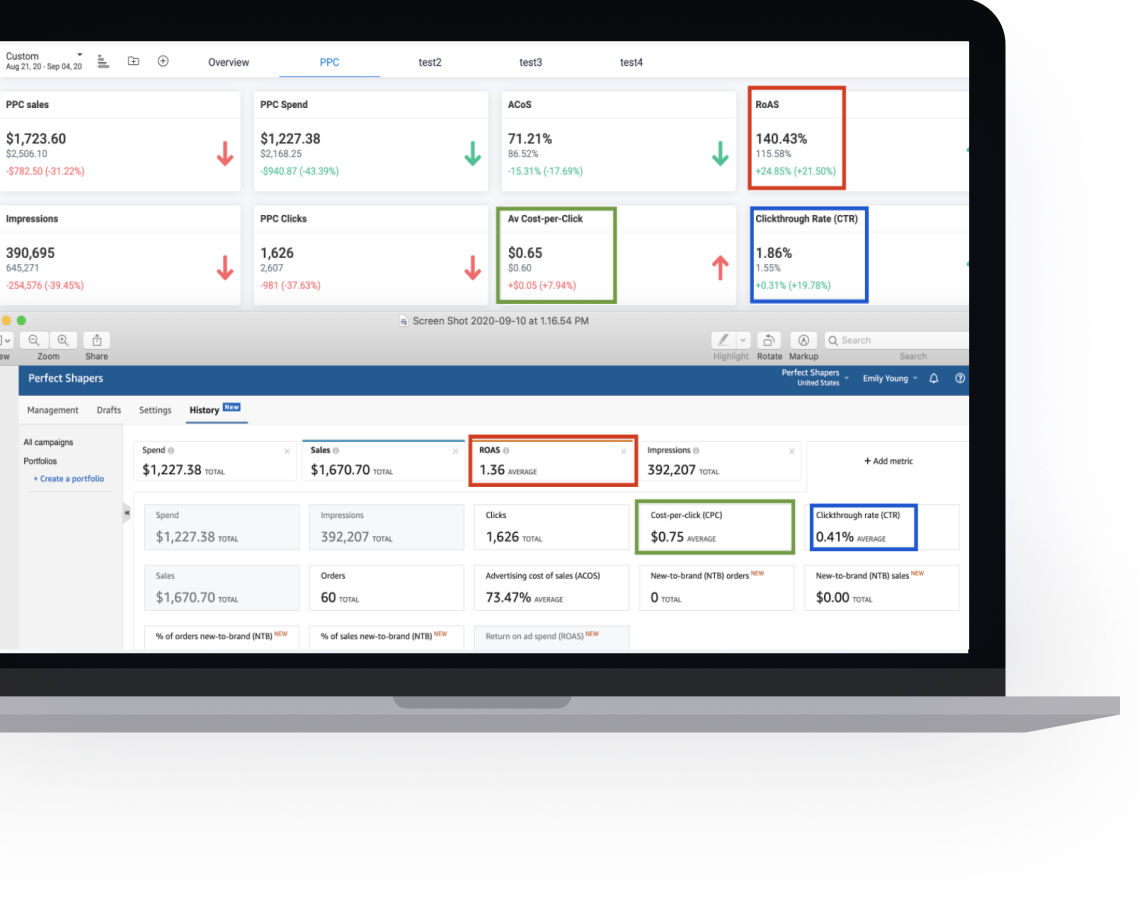 Custom
Aug 21, 20 - Sep 04, 20
Overview
PPC
test2
test3
test4
PPC sales
PPC Spend
ACoS
RoAS
$1,723.60
$1,227.38
71.21%
140.43%
$2,506.10
$2,168.25
86.52%
115.58%
-$782.50 (-31.22%)
-$940.87 (-43.39%)
-15.31% (-17.69%)
+24.85% (+21.50%)
Impressions
PPC Clicks
Av Cost-per-Click
Clickthrough Rate (CTR)
390,695
1,626
$0.65
1.86%
645,271
2,607
$0.60
1.55%
-254,576 (-39.45%)
-981 (-37.63%)
+$0.05 (+7.94%)
+0.31% (+19.78%)
Screen Shot 2020-09-10 at 1.16.54 PM
Search
ew
Zoom
Share
Highlight
Rotate
Markup
Search
Perfect Shapers
Perfect Shapers
United States
Emily Young
Management
Drafts
Settings
History New
All campaigns
Portfolios
+ Create a portfolio
Spend
Sales
ROAS
Impressions
+ Add metric
$1,227.38 TOTAL
$1,670.70 TOTAL
1.36 AVERAGE
392,207 TOTAL
Spend
Impressions
Clicks
Cost-per-click (CPC)
Clickthrough rate (CTR)
$1,227.38 TOTAL
392,207 TOTAL
1,626 TOTAL
$0.75 AVERAGE
0.41% AVERAGE
Sales
Orders
Advertising cost of sales (ACOS)
New-to-brand (NTB) orders NEW
New-to-brand (NTB) sales NEW
$1,670.70 TOTAL
60 TOTAL
73.47% AVERAGE
0 TOTAL
$0.00 TOTAL
% of orders new-to-brand (NTB) NEW
% of sales new-to-brand (NTB) NEW
Return on ad spend (ROAS) NEW